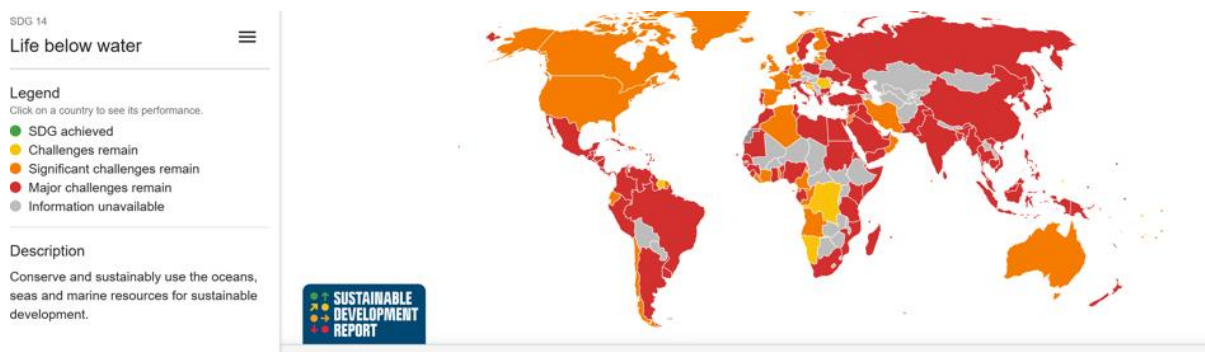 SDG 14
Life below water
Legend
Click on a country to see its performance.
SDG achieved
Challenges remain
Significant challenges remain
Major challenges remain
Information unavailable
Description
Conserve and sustainably use the oceans,
seas and marine resources for sustainable
development.
SUSTAINABLE
DEVELOPMENT
REPORT